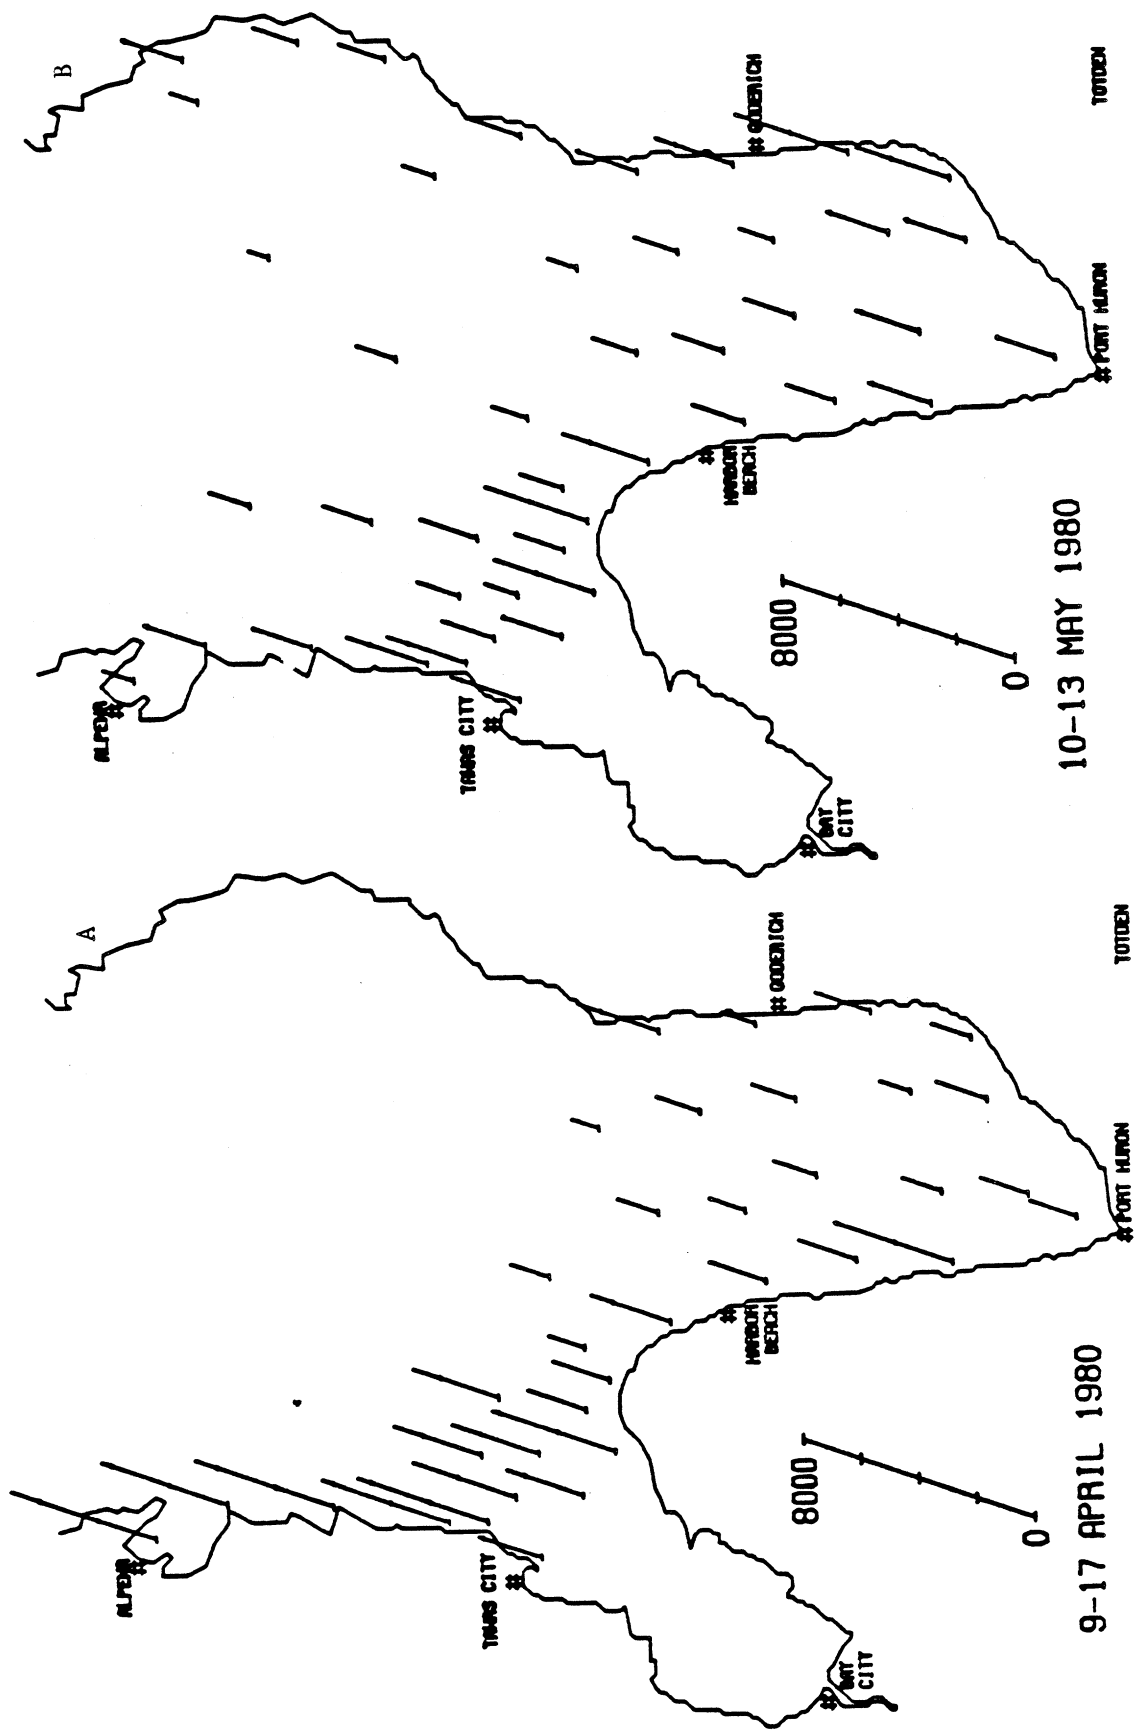 B
ALPENA
#
TAWAS CITY
#
BAY
CITY
#
HARBOR
BEACH
#
# GODERICH
# PORT HURON
TOTDEN
8000
0
10-13 MAY 1980
A
ALPENA
#
TAWAS CITY
#
BAY
CITY
#
HARBOR
BEACH
#
# GODERICH
# PORT HURON
TOTDEN
8000
0
9-17 APRIL 1980